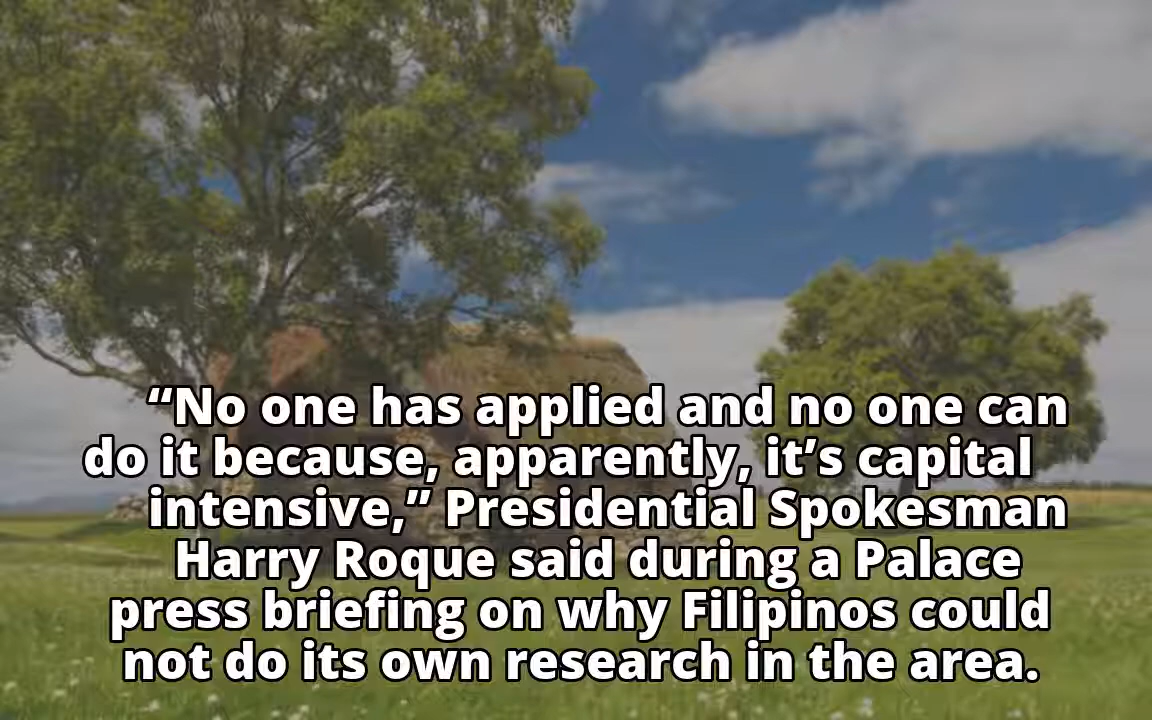 “No one has applied and no one can
do it because, apparently, it’s capital
intensive,” Presidential Spokesman
Harry Roque said during a Palace
press briefing on why Filipinos could
not do its own research in the area.